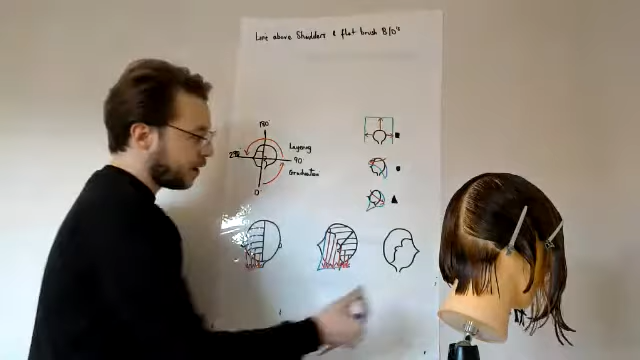 Line above Shoulders & flat brush B/D's
180°
Layering
270°
90°
Graduation
0°